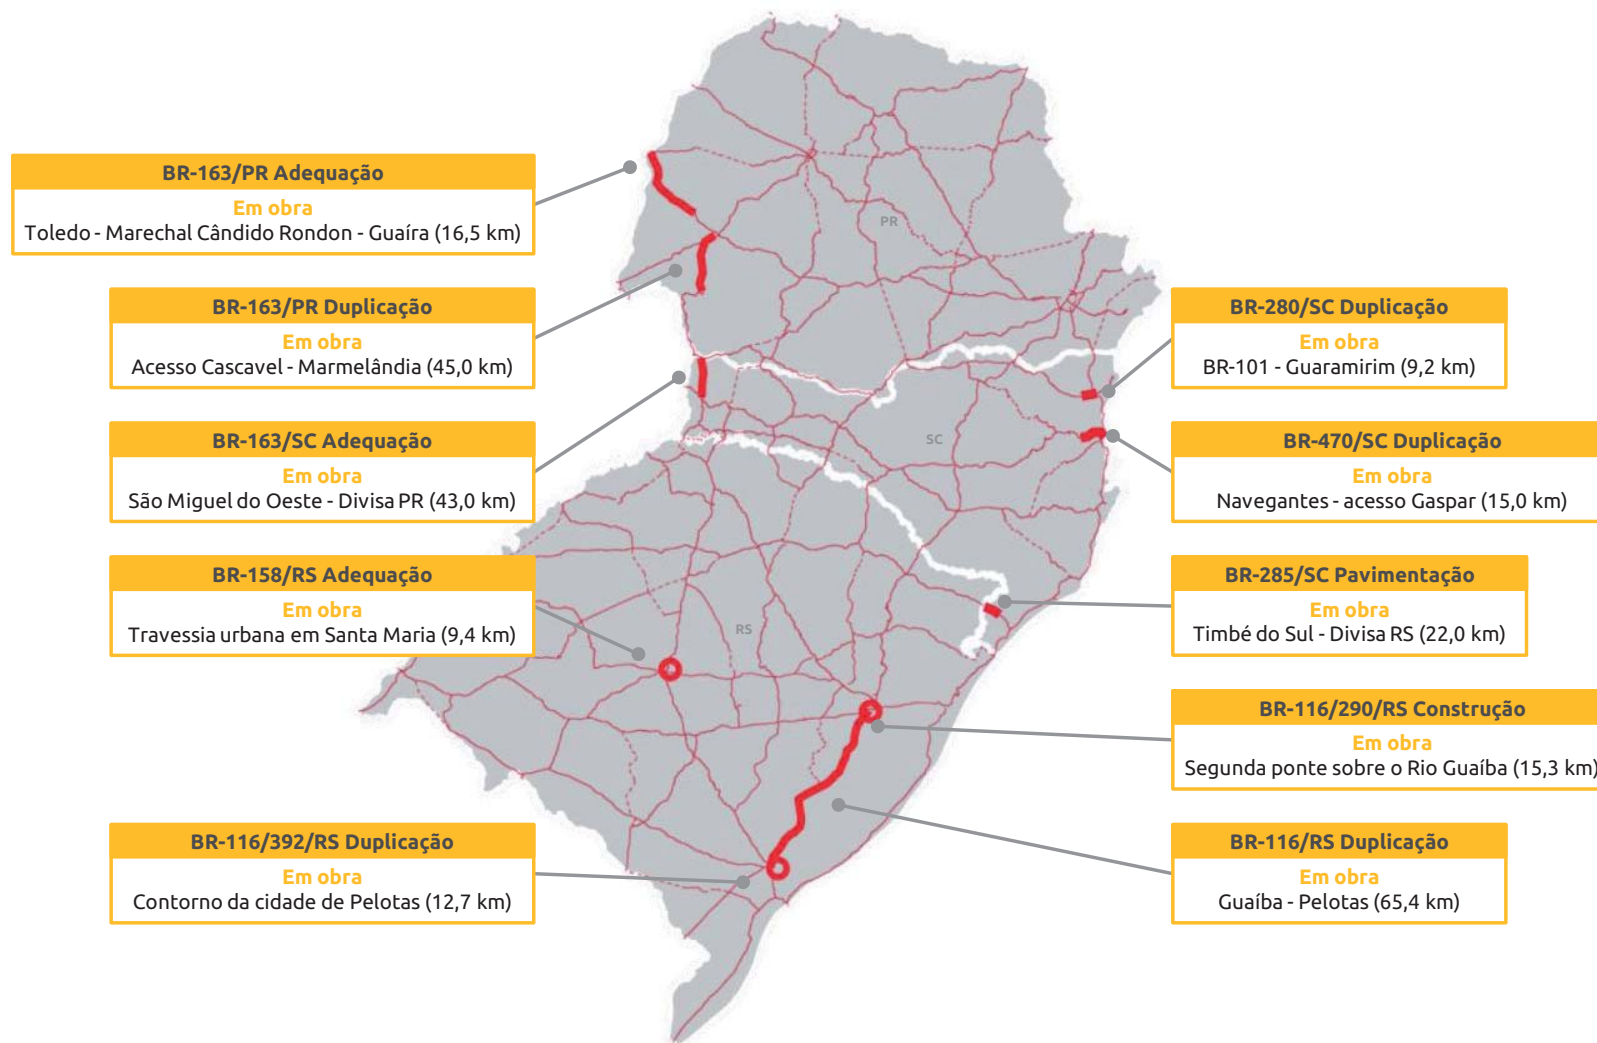 BR-163/PR Adequação
Em obra
Toledo - Marechal Cândido Rondon - Guaíra (16,5 km)
BR-163/PR Duplicação
Em obra
Acesso Cascavel - Marmelândia (45,0 km)
BR-163/SC Adequação
Em obra
São Miguel do Oeste - Divisa PR (43,0 km)
BR-158/RS Adequação
Em obra
Travessia urbana em Santa Maria (9,4 km)
BR-116/392/RS Duplicação
Em obra
Contorno da cidade de Pelotas (12,7 km)
PR
SC
RS
BR-280/SC Duplicação
Em obra
BR-101 - Guaramirim (9,2 km)
BR-470/SC Duplicação
Em obra
Navegantes - acesso Gaspar (15,0 km)
BR-285/SC Pavimentação
Em obra
Timbé do Sul - Divisa RS (22,0 km)
BR-116/290/RS Construção
Em obra
Segunda ponte sobre o Rio Guaíba (15,3 km)
BR-116/RS Duplicação
Em obra
Guaíba - Pelotas (65,4 km)